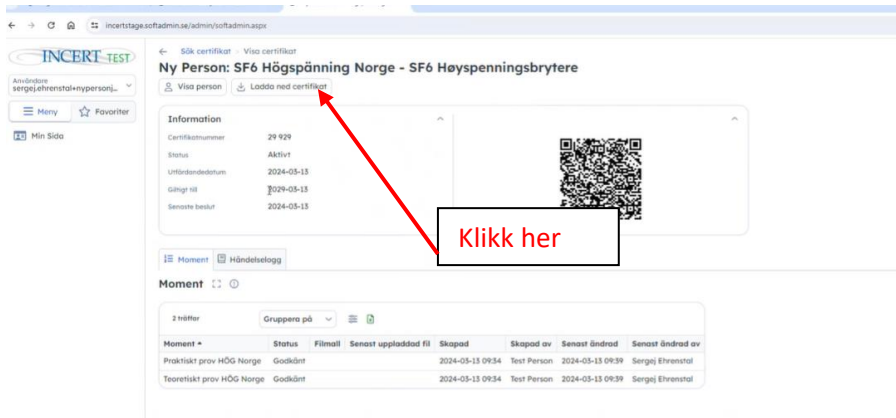 incertstage.softadmin.se/admin/softadmin.aspx
INCERT TEST
Användare
sergej.ehrenstal+nypersonj...
Meny
Favoriter
Min Sida
Sök certifikat
Visa certifikat
Ny Person: SF6 Högspänning Norge - SF6 Høyspenningsbrytere
Visa person
Ladda ned certifikat
Information
Certifikatnummer 29 929
Status Aktivt
Utfärdandedatum 2024-03-13
Giltigt till 2029-03-13
Senaste beslut 2024-03-13
Klikk her
Moment
Händelselogg
Moment
2 träffar
Gruppera på
Moment Status Filmall Senast uppladdad fil Skapad Skapad av Senast ändrad Senast ändrad av
Praktiskt prov HÖG Norge Godkänt 2024-03-13 09:34 Test Person 2024-03-13 09:39 Sergej Ehrenstal
Teoretiskt prov HÖG Norge Godkänt 2024-03-13 09:34 Test Person 2024-03-13 09:39 Sergej Ehrenstal